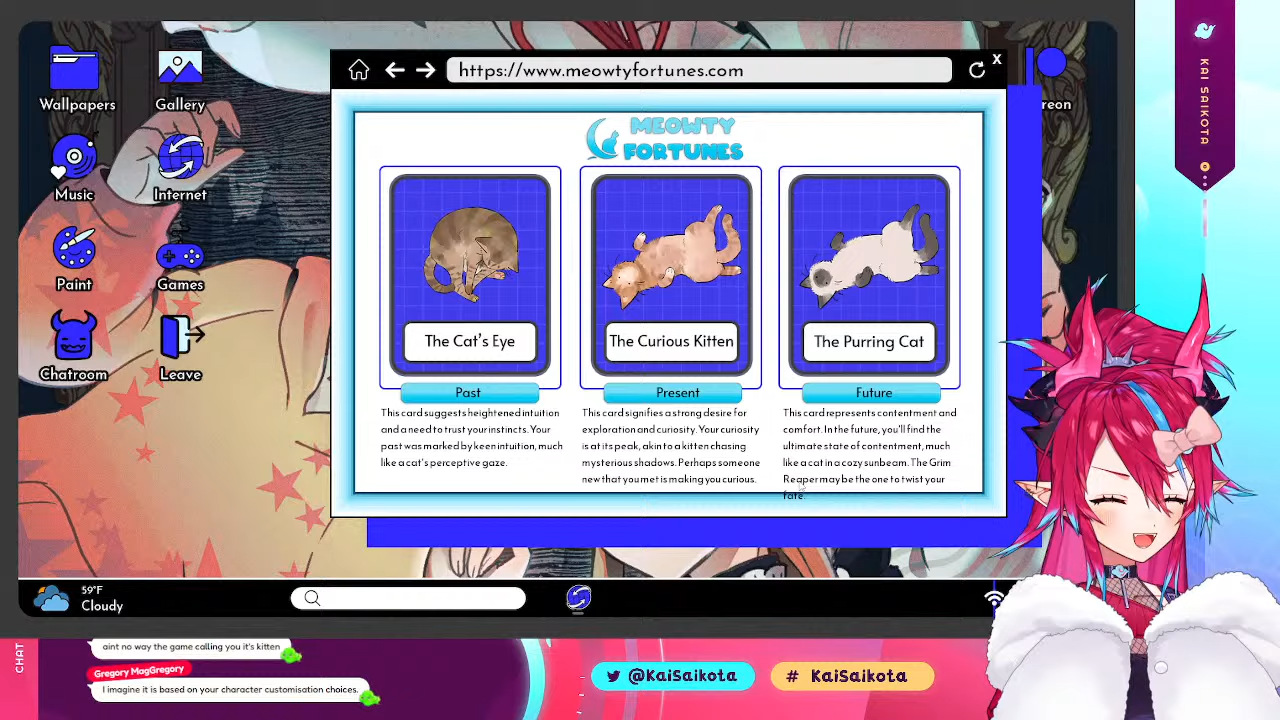 Wallpapers
Gallery
Music
Internet
Paint
Games
Chatroom
Leave
https://www.meowtyfortunes.com
X
reon
MEOWTY
FORTUNES
The Cat's Eye
Past
This card suggests heightened intuition
and a need to trust your instincts. Your
past was marked by keen intuition, much
like a cat's perceptive gaze.
The Curious Kitten
Present
This card signifies a strong desire for
exploration and curiosity. Your curiosity
is at its peak, akin to a kitten chasing
mysterious shadows. Perhaps someone
new that you met is making you curious.
The Purring Cat
Future
This card represents contentment and
comfort. In the future, you'll find the
ultimate state of contentment, much
like a cat in a cozy sunbeam. The Grim
Reaper may be the one to twist your
fate.
59°F
Cloudy
KAI SAIKOTA
CHAT
aint no way the game calling you it's kitten
Gregory MagGregory
I imagine it is based on your character customisation choices.
@KaiSaikota
# KaiSaikota